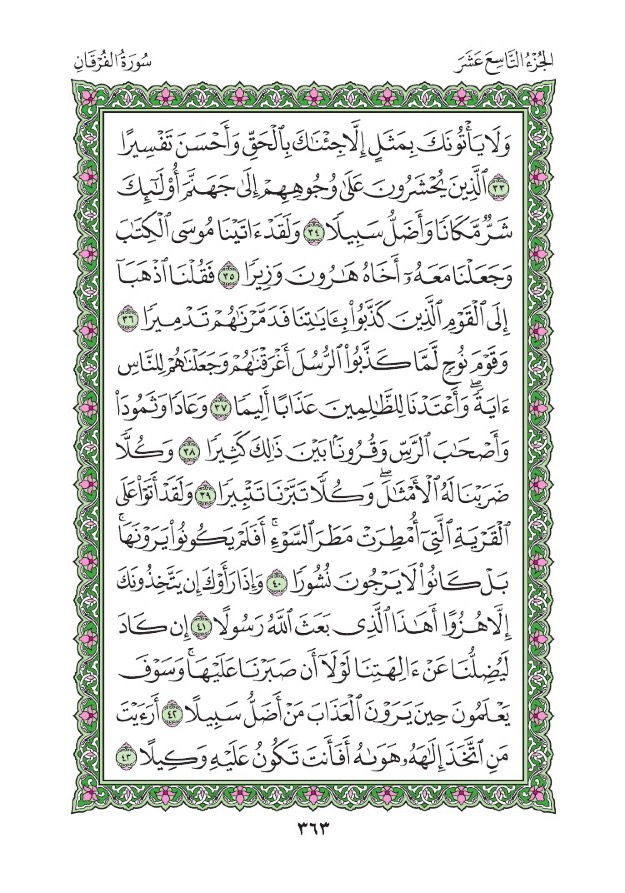 الجُزْءُ التَّاسِعَ عَشَرَ
سُورَةُ الفُرْقَانِ
وَلَا يَأْتُونَكَ بِمَثَلٍ إِلَّا جِئْنَٰكَ بِٱلْحَقِّ وَأَحْسَنَ تَفْسِيرًا
٣٣ ٱلَّذِينَ يُحْشَرُونَ عَلَىٰ وُجُوهِهِمْ إِلَىٰ جَهَنَّمَ أُو۟لَٰٓئِكَ
شَرٌّ مَّكَانًا وَأَضَلُّ سَبِيلًا ٣٤ وَلَقَدْ ءَاتَيْنَا مُوسَى ٱلْكِتَٰبَ
وَجَعَلْنَا مَعَهُۥٓ أَخَاهُ هَٰرُونَ وَزِيرًا ٣٥ فَقُلْنَا ٱذْهَبَآ
إِلَى ٱلْقَوْمِ ٱلَّذِينَ كَذَّبُوا۟ بِـَٔايَٰتِنَا فَدَمَّرْنَٰهُمْ تَدْمِيرًا ٣٦
وَقَوْمَ نُوحٍ لَّمَّا كَذَّبُوا۟ ٱلرُّسُلَ أَغْرَقْنَٰهُمْ وَجَعَلْنَٰهُمْ لِلنَّاسِ
ءَايَةً ۖ وَأَعْتَدْنَا لِلظَّٰلِمِينَ عَذَابًا أَلِيمًا ٣٧ وَعَادًا وَثَمُودَا۟
وَأَصْحَٰبَ ٱلرَّسِّ وَقُرُونًۢا بَيْنَ ذَٰلِكَ كَثِيرًا ٣٨ وَكُلًّا
ضَرَبْنَا لَهُ ٱلْأَمْثَٰلَ ۖ وَكُلًّا تَبَّرْنَا تَتْبِيرًا ٣٩ وَلَقَدْ أَتَوْا۟ عَلَى
ٱلْقَرْيَةِ ٱلَّتِىٓ أُمْطِرَتْ مَطَرَ ٱلسَّوْءِ ۚ أَفَلَمْ يَكُونُوا۟ يَرَوْنَهَا ۚ
بَلْ كَانُوا۟ لَا يَرْجُونَ نُشُورًا ٤٠ وَإِذَا رَأَوْكَ إِن يَتَّخِذُونَكَ
إِلَّا هُزُوًا أَهَٰذَا ٱلَّذِى بَعَثَ ٱللَّهُ رَسُولًا ٤١ إِن كَادَ
لَيُضِلُّنَا عَنْ ءَالِهَتِنَا لَوْلَآ أَن صَبَرْنَا عَلَيْهَا ۚ وَسَوْفَ
يَعْلَمُونَ حِينَ يَرَوْنَ ٱلْعَذَابَ مَنْ أَضَلُّ سَبِيلًا ٤٢ أَرَءَيْتَ
مَنِ ٱتَّخَذَ إِلَٰهَهُۥ هَوَىٰهُ أَفَأَنتَ تَكُونُ عَلَيْهِ وَكِيلًا ٤٣
٣٦٣